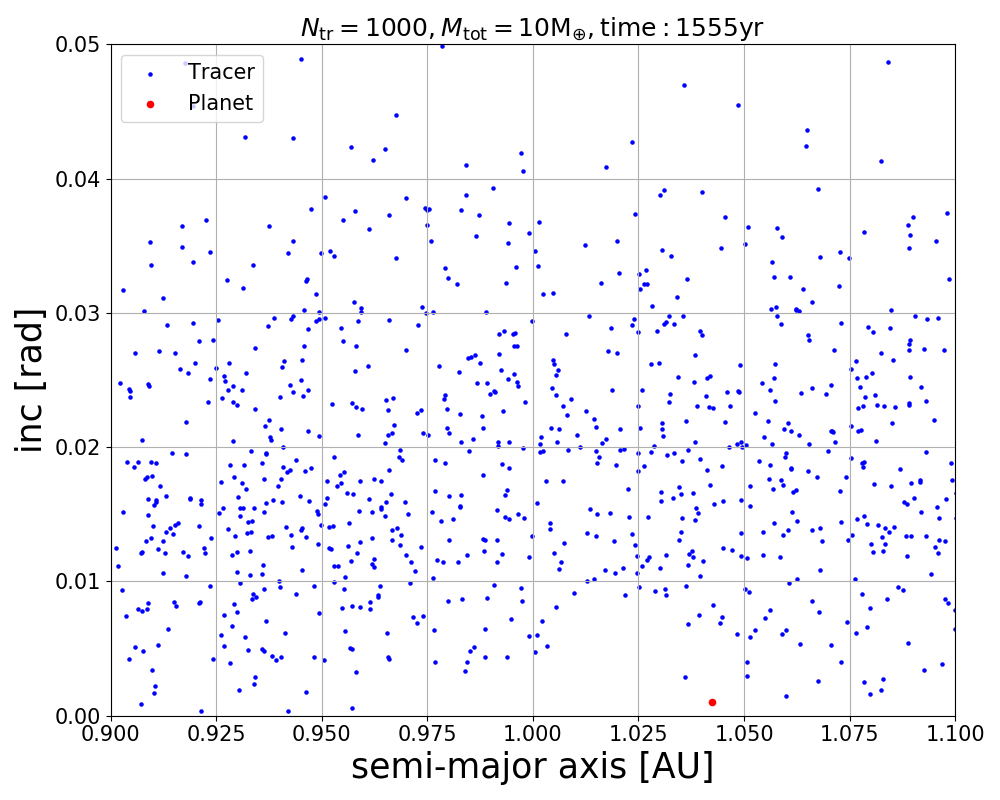 N_tr = 1000, M_tot = 10M_⊕, time : 1555yr
0.05
Tracer
Planet
0.04
0.03
0.02
0.01
0.00
inc [rad]
0.900 0.925 0.950 0.975 1.000 1.025 1.050 1.075 1.100
semi-major axis [AU]